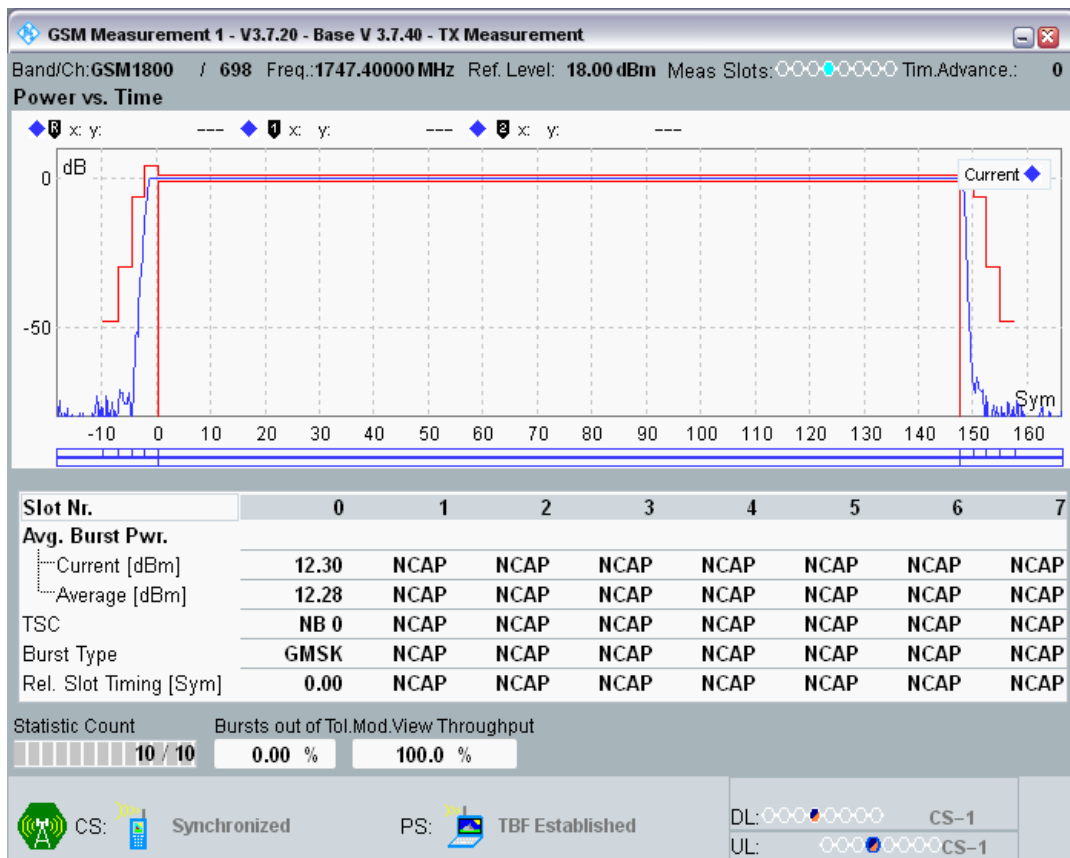 GSM Measurement 1 - V3.7.20 - Base V 3.7.40 - TX Measurement
Band/Ch:GSM1800 / 698 Freq.:1747.40000 MHz Ref. Level: 18.00 dBm Meas Slots: Tim.Advance.: 0
Power vs. Time
R x: y: --- 1 x: y: --- 2 x: y: ---
dB
0
Current
-50
Sym
-10 0 10 20 30 40 50 60 70 80 90 100 110 120 130 140 150 160
Slot Nr. 0 1 2 3 4 5 6 7
Avg. Burst Pwr.
Current [dBm] 12.30 NCAP NCAP NCAP NCAP NCAP NCAP NCAP
Average [dBm] 12.28 NCAP NCAP NCAP NCAP NCAP NCAP NCAP
TSC NB 0 NCAP NCAP NCAP NCAP NCAP NCAP NCAP
Burst Type GMSK NCAP NCAP NCAP NCAP NCAP NCAP NCAP
Rel. Slot Timing [Sym] 0.00 NCAP NCAP NCAP NCAP NCAP NCAP NCAP
Statistic Count Bursts out of Tol. Mod.View Throughput
10 / 10 0.00 % 100.0 %
CS: Synchronized PS: TBF Established DL: CS-1
UL: CS-1